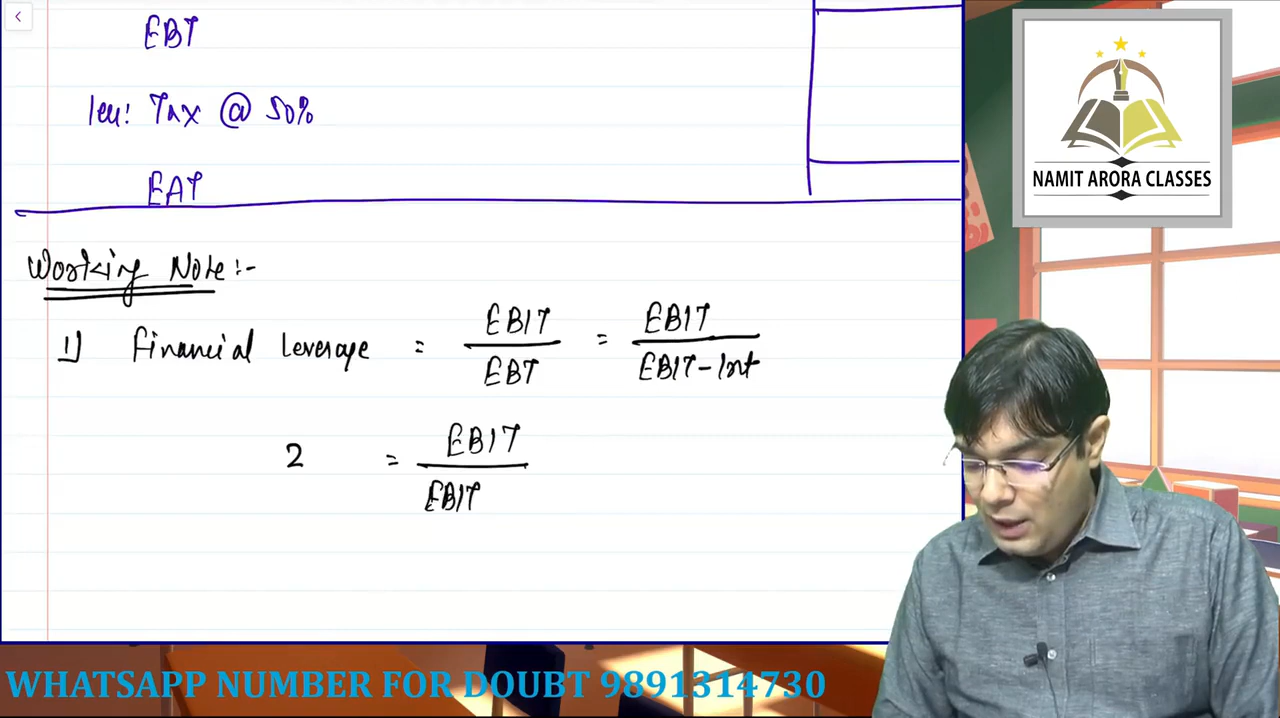 EBT
less: Tax @ 50%
EAT
Working Note:-
1) Financial Leverage = EBIT / EBT = EBIT / EBIT - Int
2 = EBIT / EBIT
NAMIT ARORA CLASSES
WHATSAPP NUMBER FOR DOUBT 9891314730